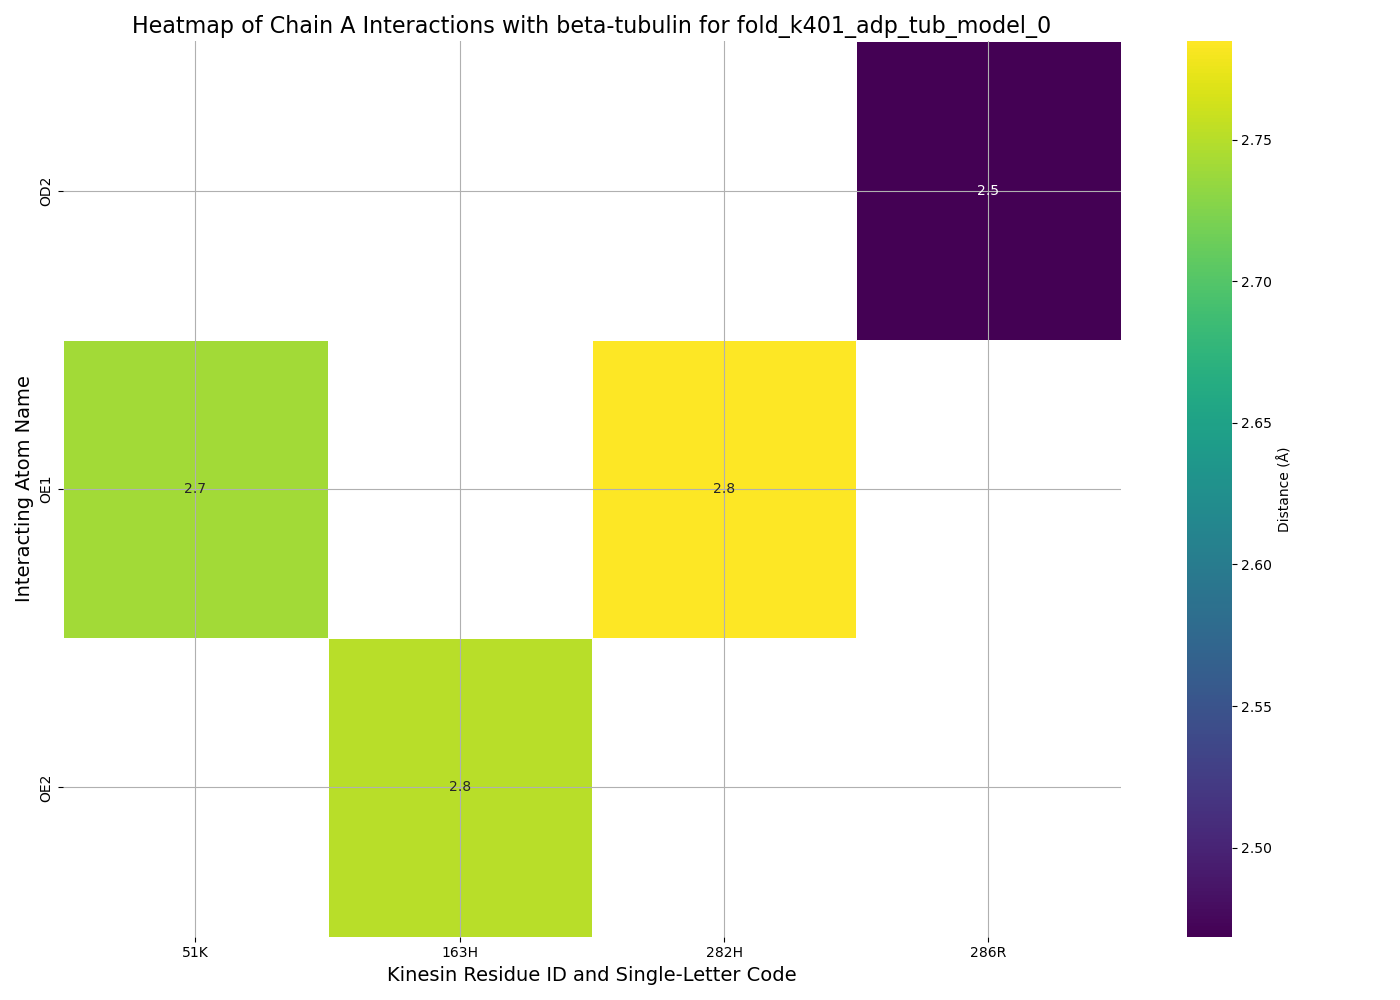 Heatmap of Chain A Interactions with beta-tubulin for fold_k401_adp_tub_model_0
OD2
OE1
OE2
Interacting Atom Name
2.5
2.7
2.8
2.8
51K
163H
282H
286R
Kinesin Residue ID and Single-Letter Code
2.75
2.70
2.65
2.60
2.55
2.50
Distance (Å)